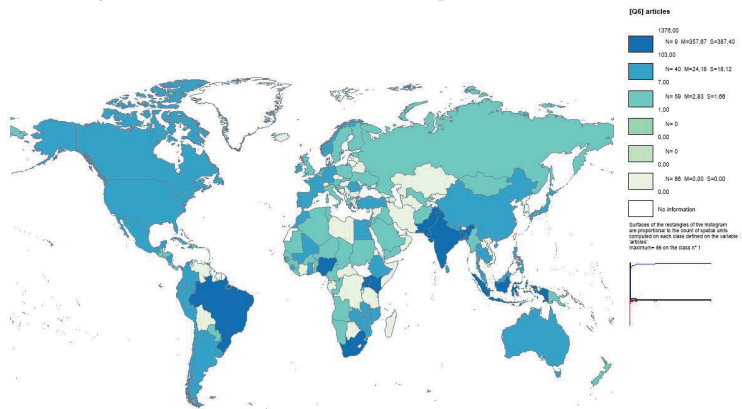 [Q6] articles
1376,00
N= 9 M=357,67 S=387,40
103,00
N= 40 M=24,18 S=18,12
7,00
N= 59 M=2,83 S=1,66
1,00
N= 0
0,00
N= 0
0,00
N= 86 M=0,00 S=0,00
0,00
No information
Surfaces of the rectangles of the histogram
are proportional to the count of spatial units
computed on each class defined on the variable :
'articles'
maximum= 86 on the class n° 1